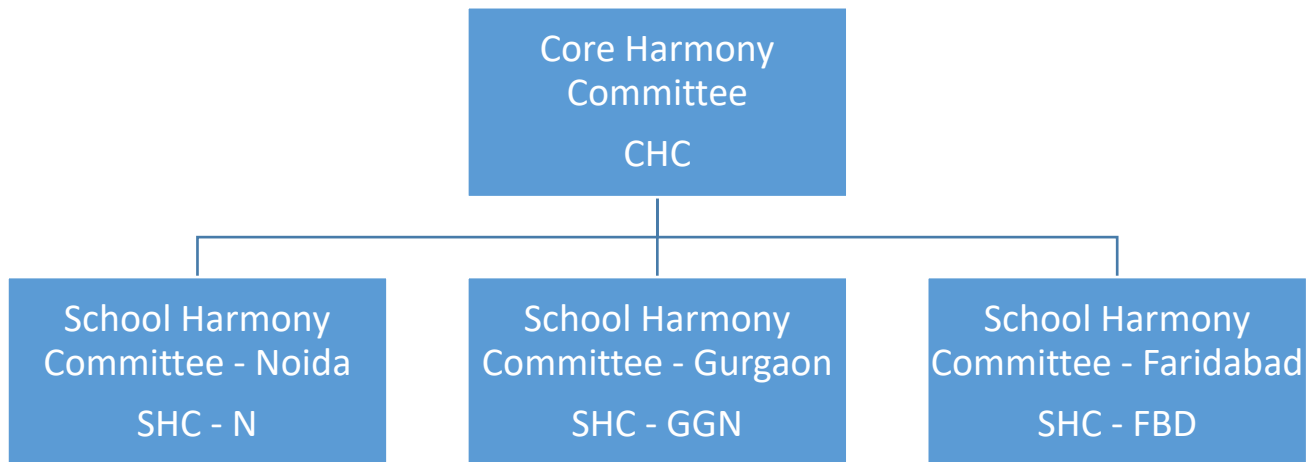 Core Harmony
Committee
CHC
School Harmony
Committee - Noida
SHC - N
School Harmony
Committee - Gurgaon
SHC - GGN
School Harmony
Committee - Faridabad
SHC - FBD